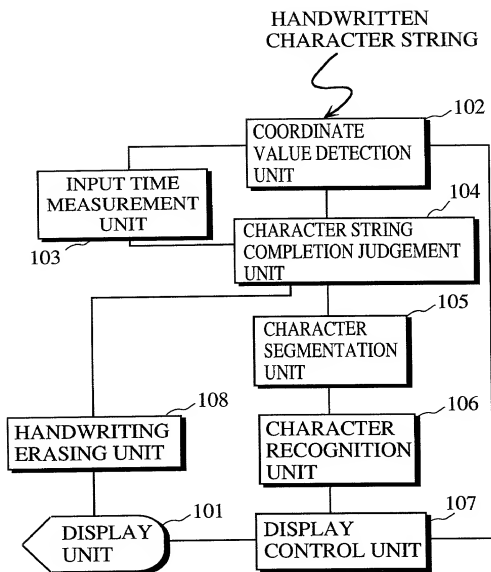 HANDWRITTEN
CHARACTER STRING
102
COORDINATE
VALUE DETECTION
UNIT
INPUT TIME
MEASUREMENT
UNIT
103
104
CHARACTER STRING
COMPLETION JUDGEMENT
UNIT
105
CHARACTER
SEGMENTATION
UNIT
108
HANDWRITING
ERASING UNIT
106
CHARACTER
RECOGNITION
UNIT
101
DISPLAY
UNIT
107
DISPLAY
CONTROL UNIT